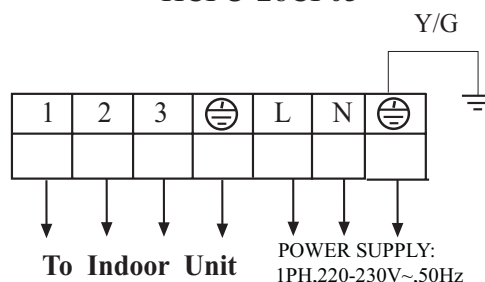 Y/G
1 2 3 L N
To Indoor Unit
POWER SUPPLY:
1PH,220-230V~,50Hz